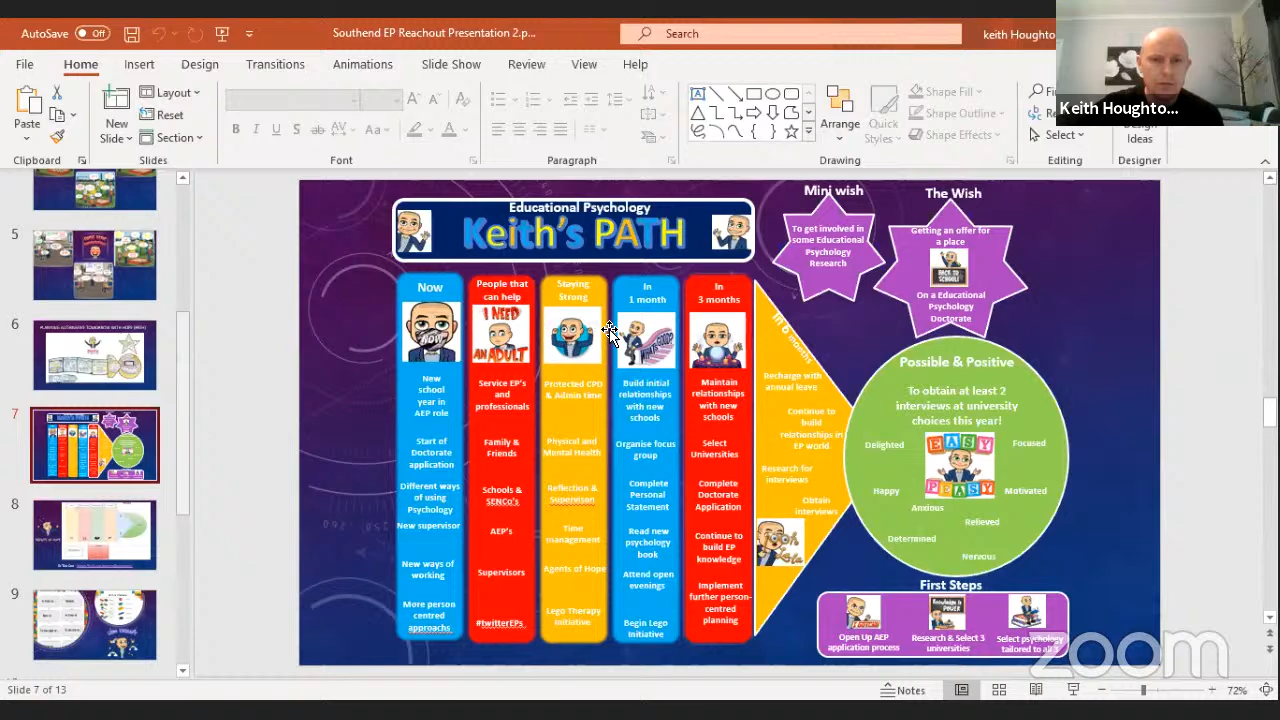 AutoSave Off
Southend EP Reachout Presentation 2.p...
Search
keith Houghto
File Home Insert Design Transitions Animations Slide Show Review View Help
Paste
New
Slide
Layout
Reset
Section
Arrange
Quick
Styles
Shape Fill
Shape Outline
Shape Effects
Select
Design
Ideas
Clipboard
Slides
Font
Paragraph
Drawing
Editing
Designer
Keith Houghto...
5
6
7
8
9
Educational Psychology
Keith's PATH
Mini wish
To get involved in
some Educational
Psychology
Research
The Wish
Getting an offer for
a place
BACK TO
SCHOOL
On a Educational
Psychology
Doctorate
Now
NOW
New
school
year in
AEP role
Start of
Doctorate
application
Different ways
of using
Psychology
New supervisor
New ways of
working
More person
centred
approachs
People that
can help
I NEED
AN ADULT
Service EP's
and
professionals
Family &
Friends
Schools &
SENCo's
AEP's
Supervisors
#twitterEPs
Staying
Strong
Protected CPD
& Admin time
Physical and
Mental Health
Reflection &
Supervison
Time
management
Agents of Hope
Lego Therapy
Initiative
In
1 month
Build initial
relationships
with new
schools
Organise focus
group
Complete
Personal
Statement
Read new
psychology
book
Attend open
evenings
Begin Lego
Initiative
In
3 months
Maintain
relationships
with new
schools
Select
Universities
Complete
Doctorate
Application
Continue to
build EP
knowledge
Implement
further person-
centred
planning
In 6 months
Recharge with
annual leave
Continue to
build
relationships in
EP world
Research for
interviews
Obtain
interviews
Possible & Positive
To obtain at least 2
interviews at university
choices this year!
EASY
PEASY
Delighted
Focused
Happy
Motivated
Anxious
Relieved
Determined
Nervous
First Steps
Open Up AEP
application process
Research & Select 3
universities
Select psychology
tailored to all 3
zoom
Slide 7 of 13
Notes
72%